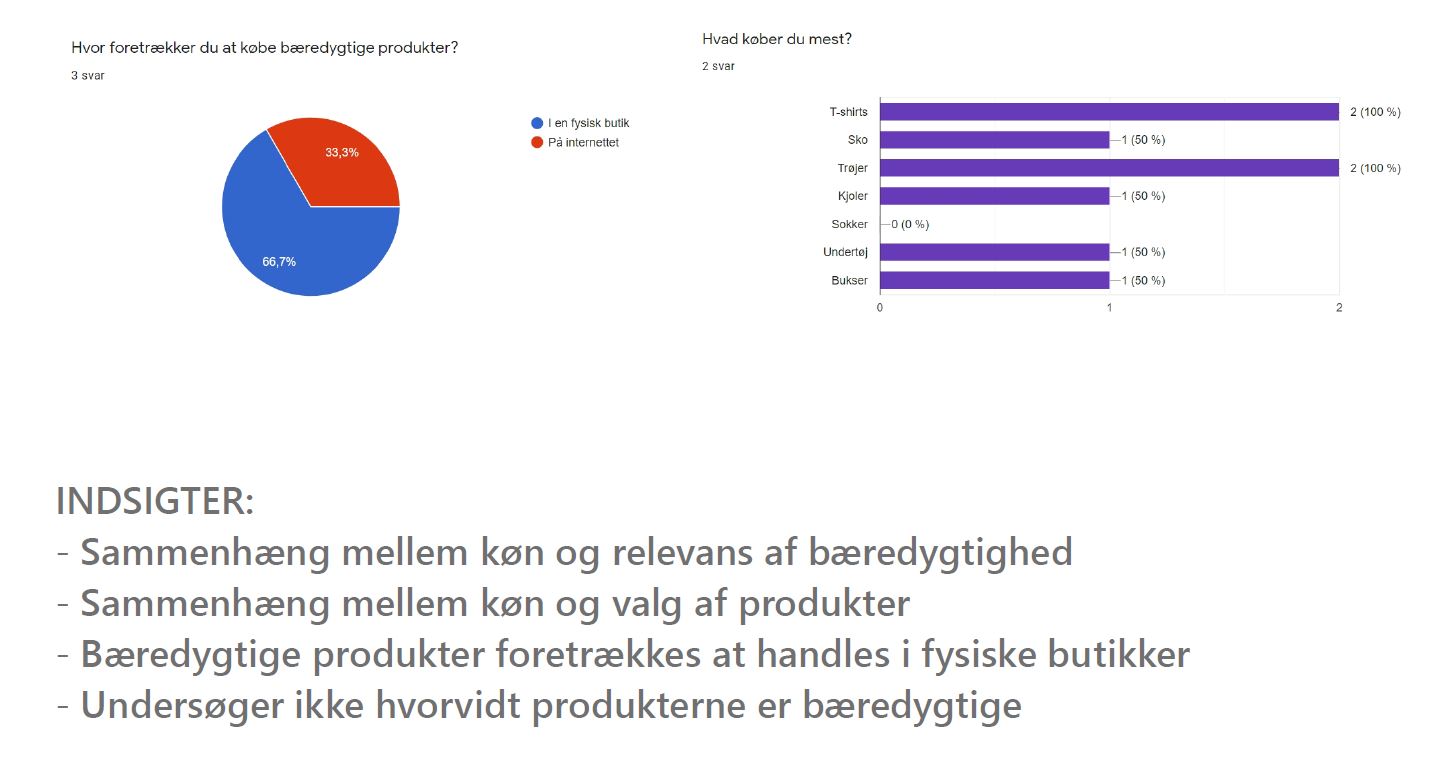 Hvor foretrækker du at købe bæredygtige produkter?
3 svar
33,3%
66,7%
I en fysisk butik
På internettet
Hvad køber du mest?
2 svar
T-shirts 2 (100 %)
Sko 1 (50 %)
Trøjer 2 (100 %)
Kjoler 1 (50 %)
Sokker 0 (0 %)
Undertøj 1 (50 %)
Bukser 1 (50 %)
0 1 2
INDSIGTER:
- Sammenhæng mellem køn og relevans af bæredygtighed
- Sammenhæng mellem køn og valg af produkter
- Bæredygtige produkter foretrækkes at handles i fysiske butikker
- Undersøger ikke hvorvidt produkterne er bæredygtige